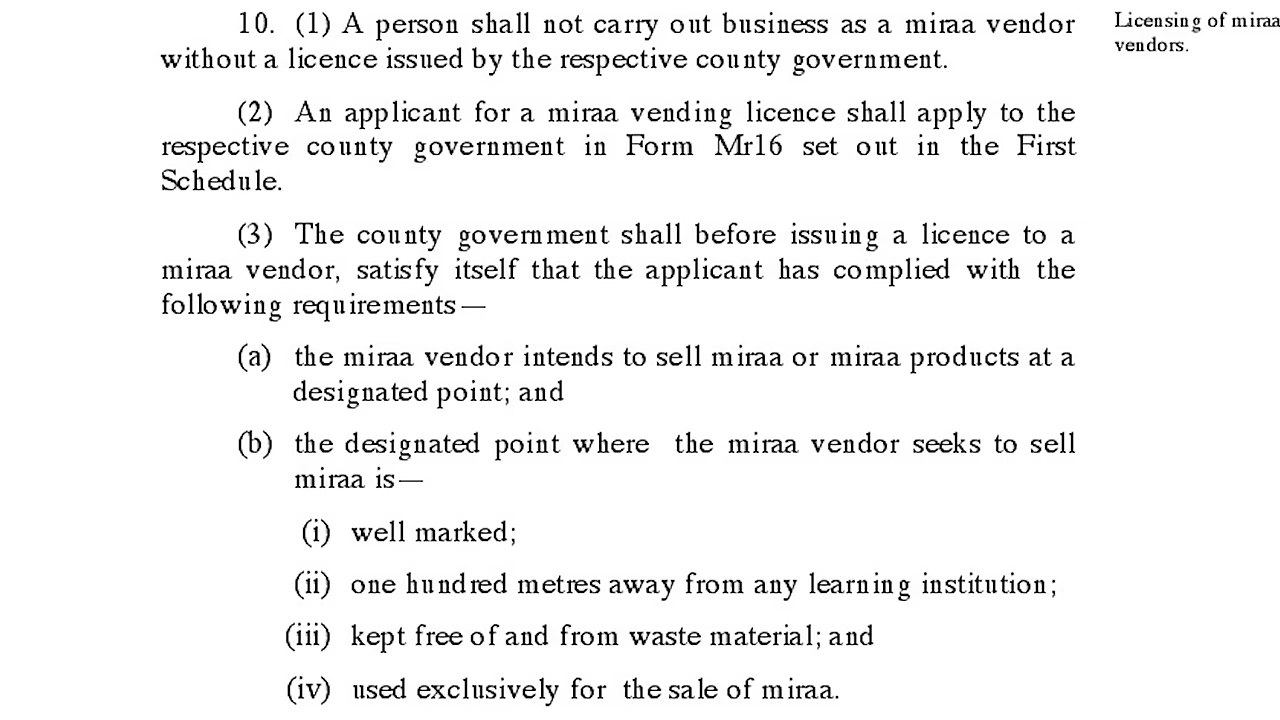 10. (1) A person shall not carry out business as a miraa vendor
without a licence issued by the respective county government.
Licensing of miraa
vendors.
(2) An applicant for a miraa vending licence shall apply to the
respective county government in Form Mr16 set out in the First
Schedule.
(3) The county government shall before issuing a licence to a
miraa vendor, satisfy itself that the applicant has complied with the
following requirements—
(a) the miraa vendor intends to sell miraa or miraa products at a
designated point; and
(b) the designated point where the miraa vendor seeks to sell
miraa is—
(i) well marked;
(ii) one hundred metres away from any learning institution;
(iii) kept free of and from waste material; and
(iv) used exclusively for the sale of miraa.